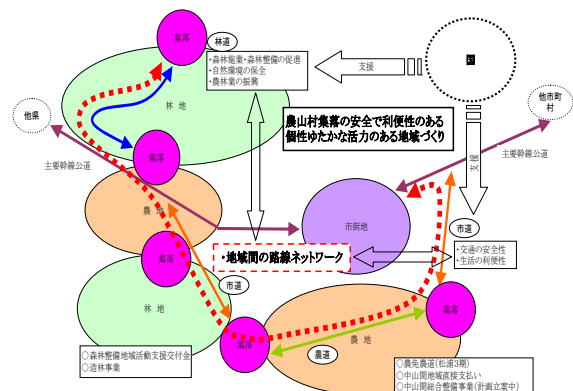 集落
林道
・森林施業・森林整備の促進
・自然環境の保全
・農林業の振興
支援
他市町
村
林 地
他県
農山村集落の安全で利便性のある
個性ゆたかな活力のある地域づくり
集落
主要幹線公道
主要幹線公道
支援
農 地
市街地
市道
・地域間の路線ネットワーク
・交通の安全性
・生活の利便性
集落
市道
林 地
集落
農 地
集落
農道
○森林整備地域活動支援交付金
○造林事業
○農免農道(松浦3期)
○中山間地域直接支払い
○中山間総合整備事業(計画立案中)